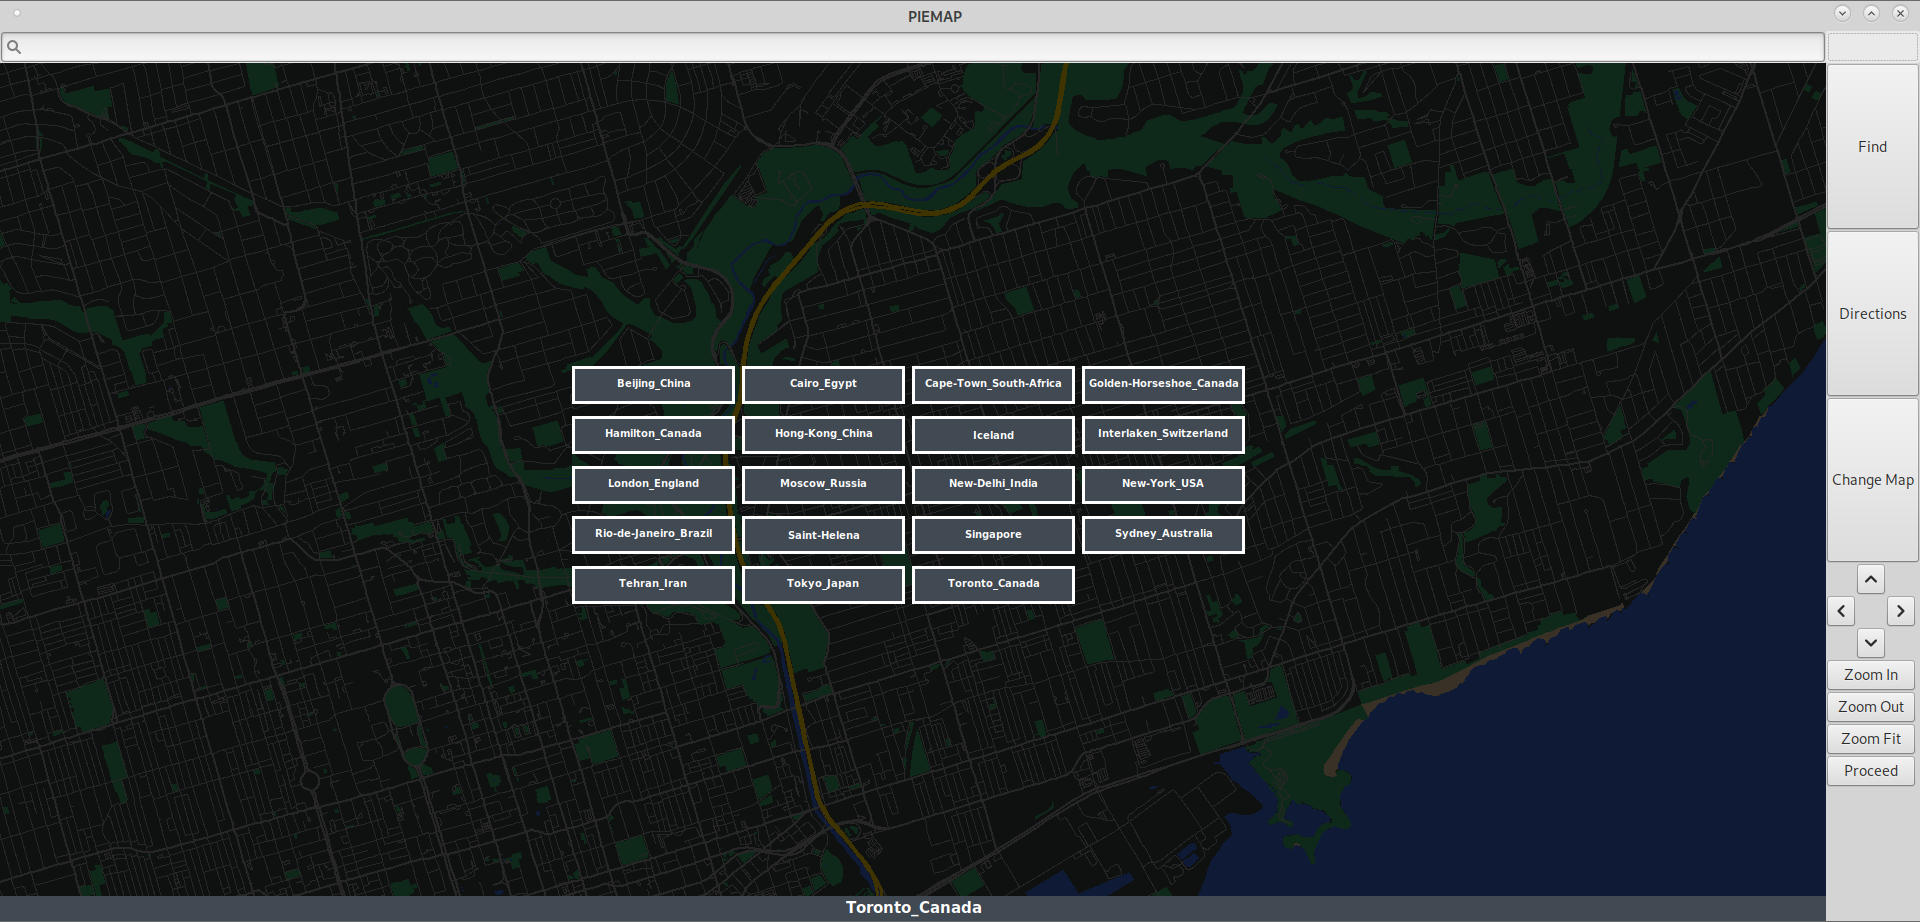 PIEMAP
Find
Directions
Change Map
Beijing_China
Cairo_Egypt
Cape-Town_South-Africa
Golden-Horseshoe_Canada
Hamilton_Canada
Hong-Kong_China
Iceland
Interlaken_Switzerland
London_England
Moscow_Russia
New-Delhi_India
New-York_USA
Rio-de-Janeiro_Brazil
Saint-Helena
Singapore
Sydney_Australia
Tehran_Iran
Tokyo_Japan
Toronto_Canada
Zoom In
Zoom Out
Zoom Fit
Proceed
Toronto_Canada